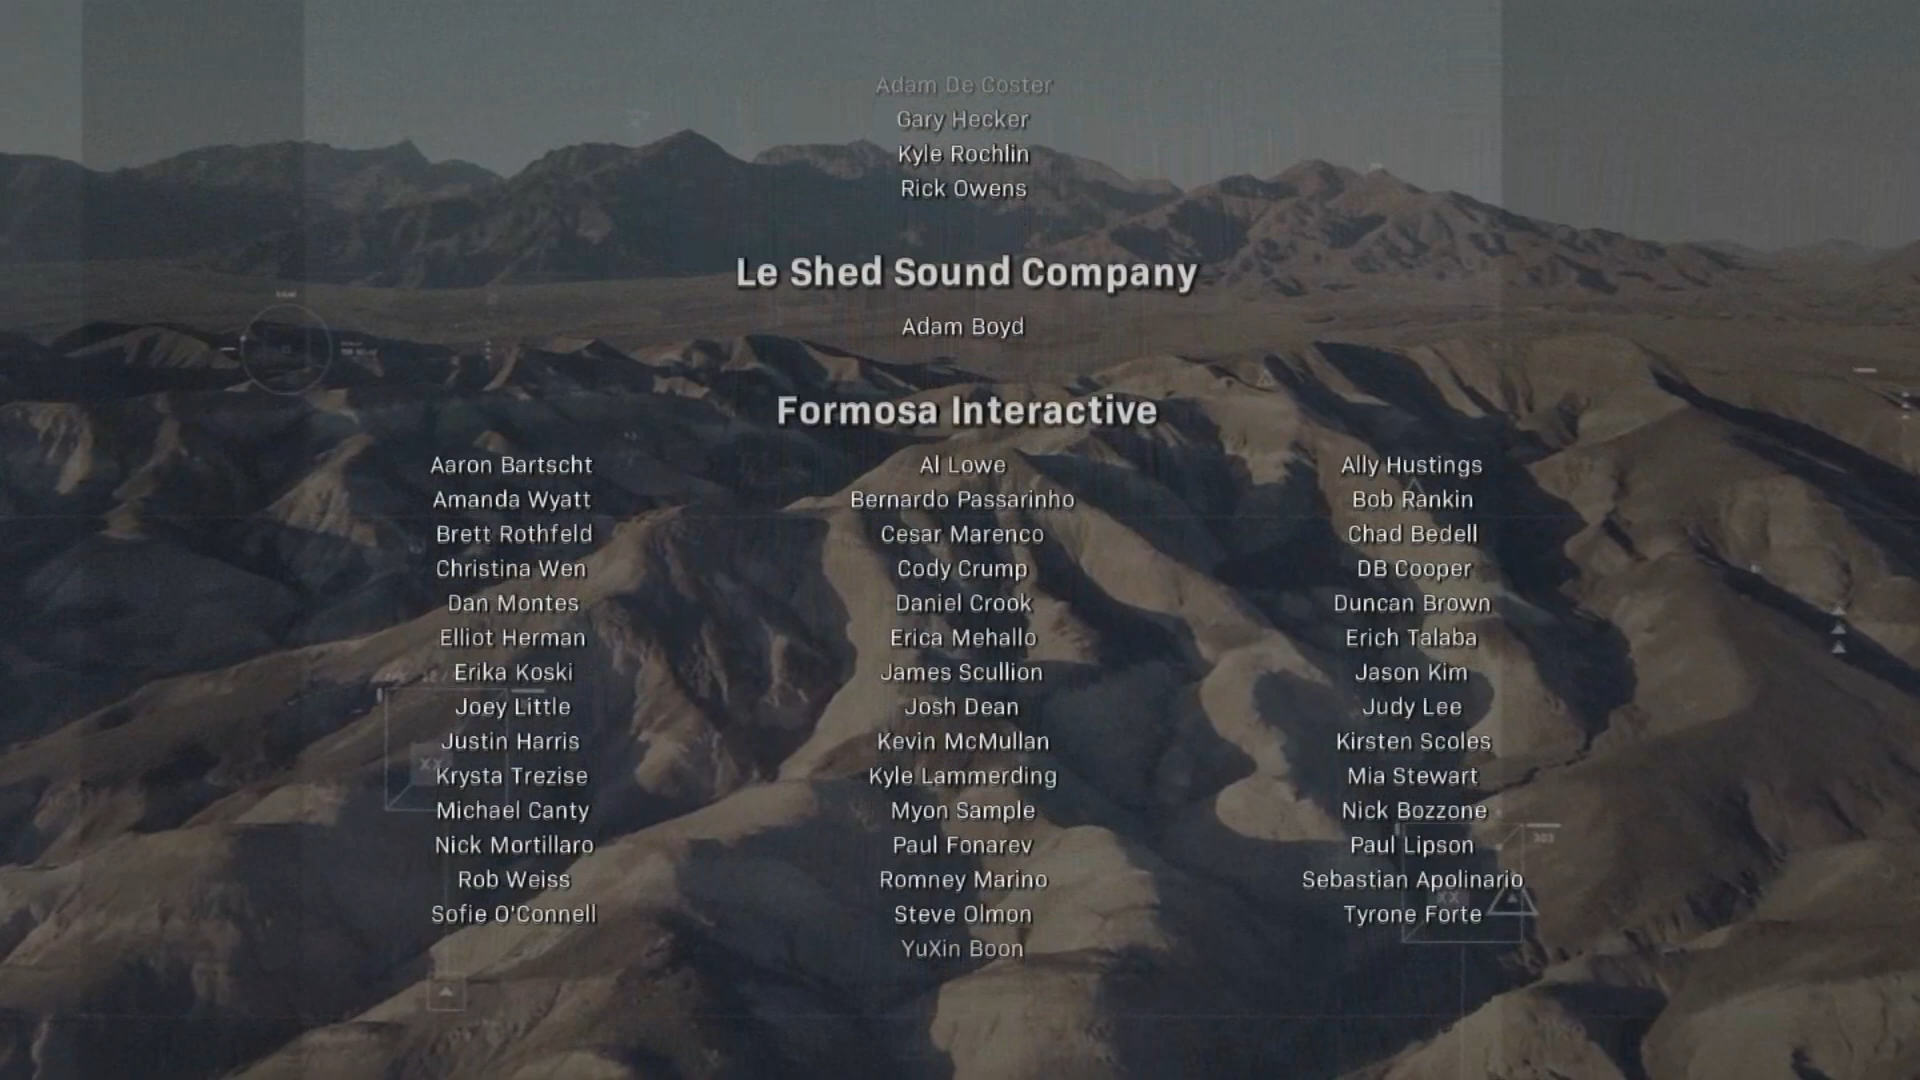 Adam De Coster
Gary Hecker
Kyle Rochlin
Rick Owens
Le Shed Sound Company
Adam Boyd
Formosa Interactive
Aaron Bartscht Al Lowe Ally Hustings
Amanda Wyatt Bernardo Passarinho Bob Rankin
Brett Rothfeld Cesar Marenco Chad Bedell
Christina Wen Cody Crump DB Cooper
Dan Montes Daniel Crook Duncan Brown
Elliot Herman Erica Mehallo Erich Talaba
Erika Koski James Scullion Jason Kim
Joey Little Josh Dean Judy Lee
Justin Harris Kevin McMullan Kirsten Scoles
XX
Krysta Trezise Kyle Lammerding Mia Stewart
Michael Canty Myon Sample Nick Bozzone
303
Nick Mortillaro Paul Fonarev Paul Lipson
Rob Weiss Romney Marino Sebastian Apolinario
XX
Sofie O'Connell Steve Olmon Tyrone Forte
YuXin Boon